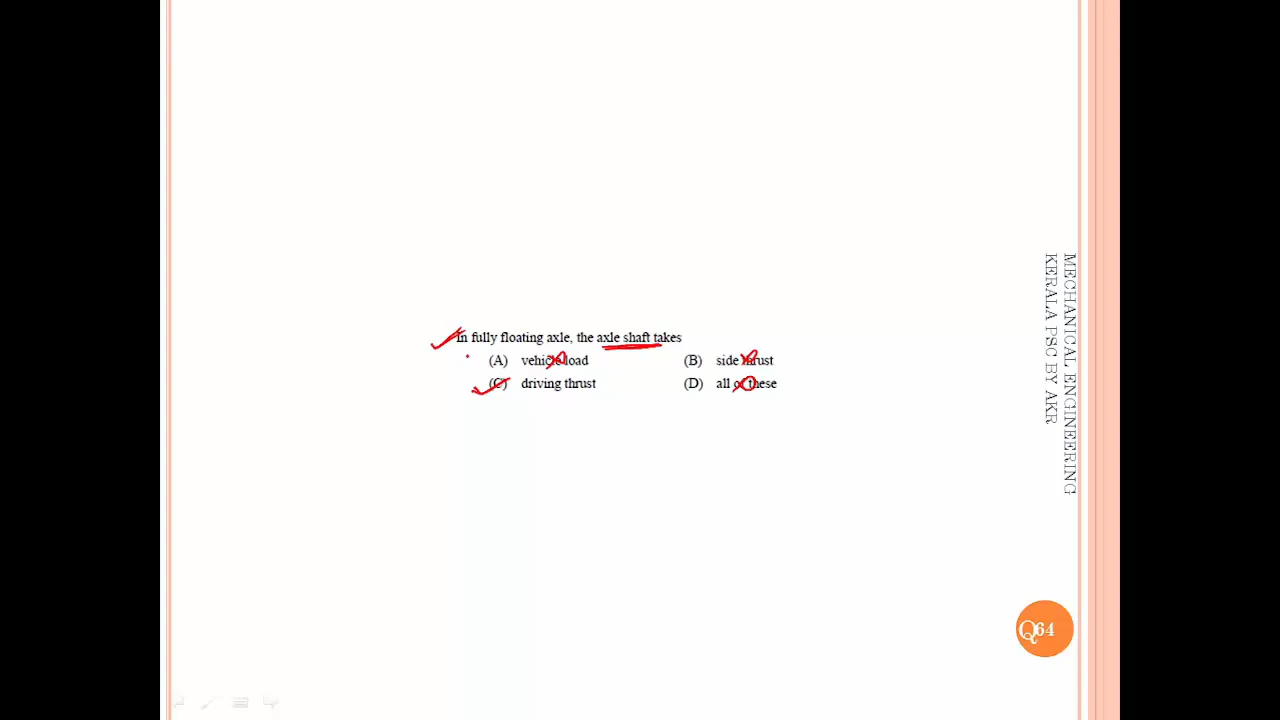 In fully floating axle, the axle shaft takes
(A) vehicle load (B) side thrust
(C) driving thrust (D) all of these
MECHANICAL ENGINEERING
KERALA PSC BY AKR
Q64